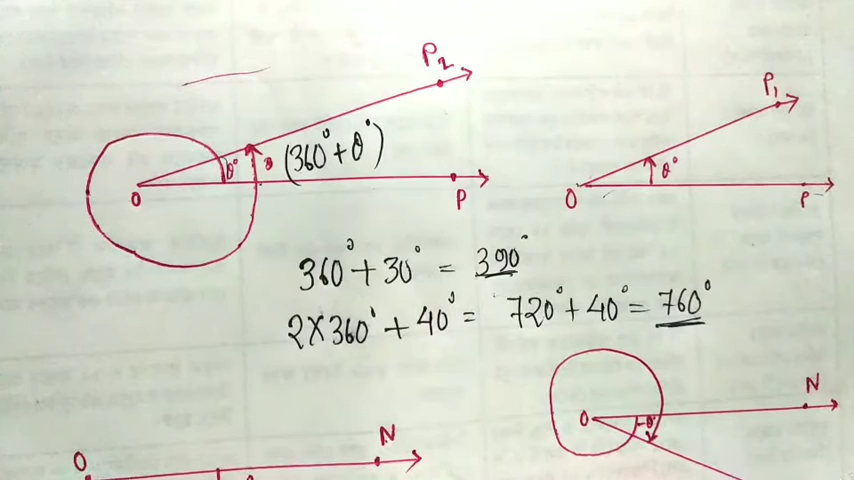 P₂
P₁
θ° θ (360°+θ°)
θ°
O P
O P
360°+30° = 390°
2×360°+40° = 720°+40° = 760°
N
O -θ°
O N